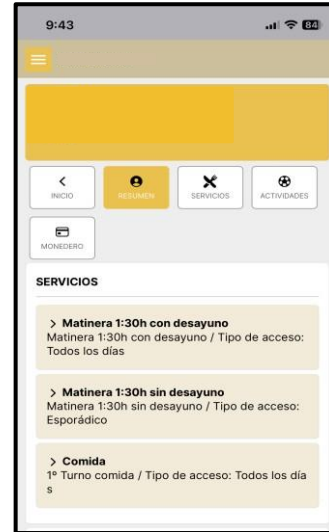 9:43
84
INICIO
RESUMEN
SERVICIOS
ACTIVIDADES
MONEDERO
SERVICIOS
Matinera 1:30h con desayuno
Matinera 1:30h con desayuno / Tipo de acceso:
Todos los días
Matinera 1:30h sin desayuno
Matinera 1:30h sin desayuno / Tipo de acceso:
Esporádico
Comida
1º Turno comida / Tipo de acceso: Todos los día
s